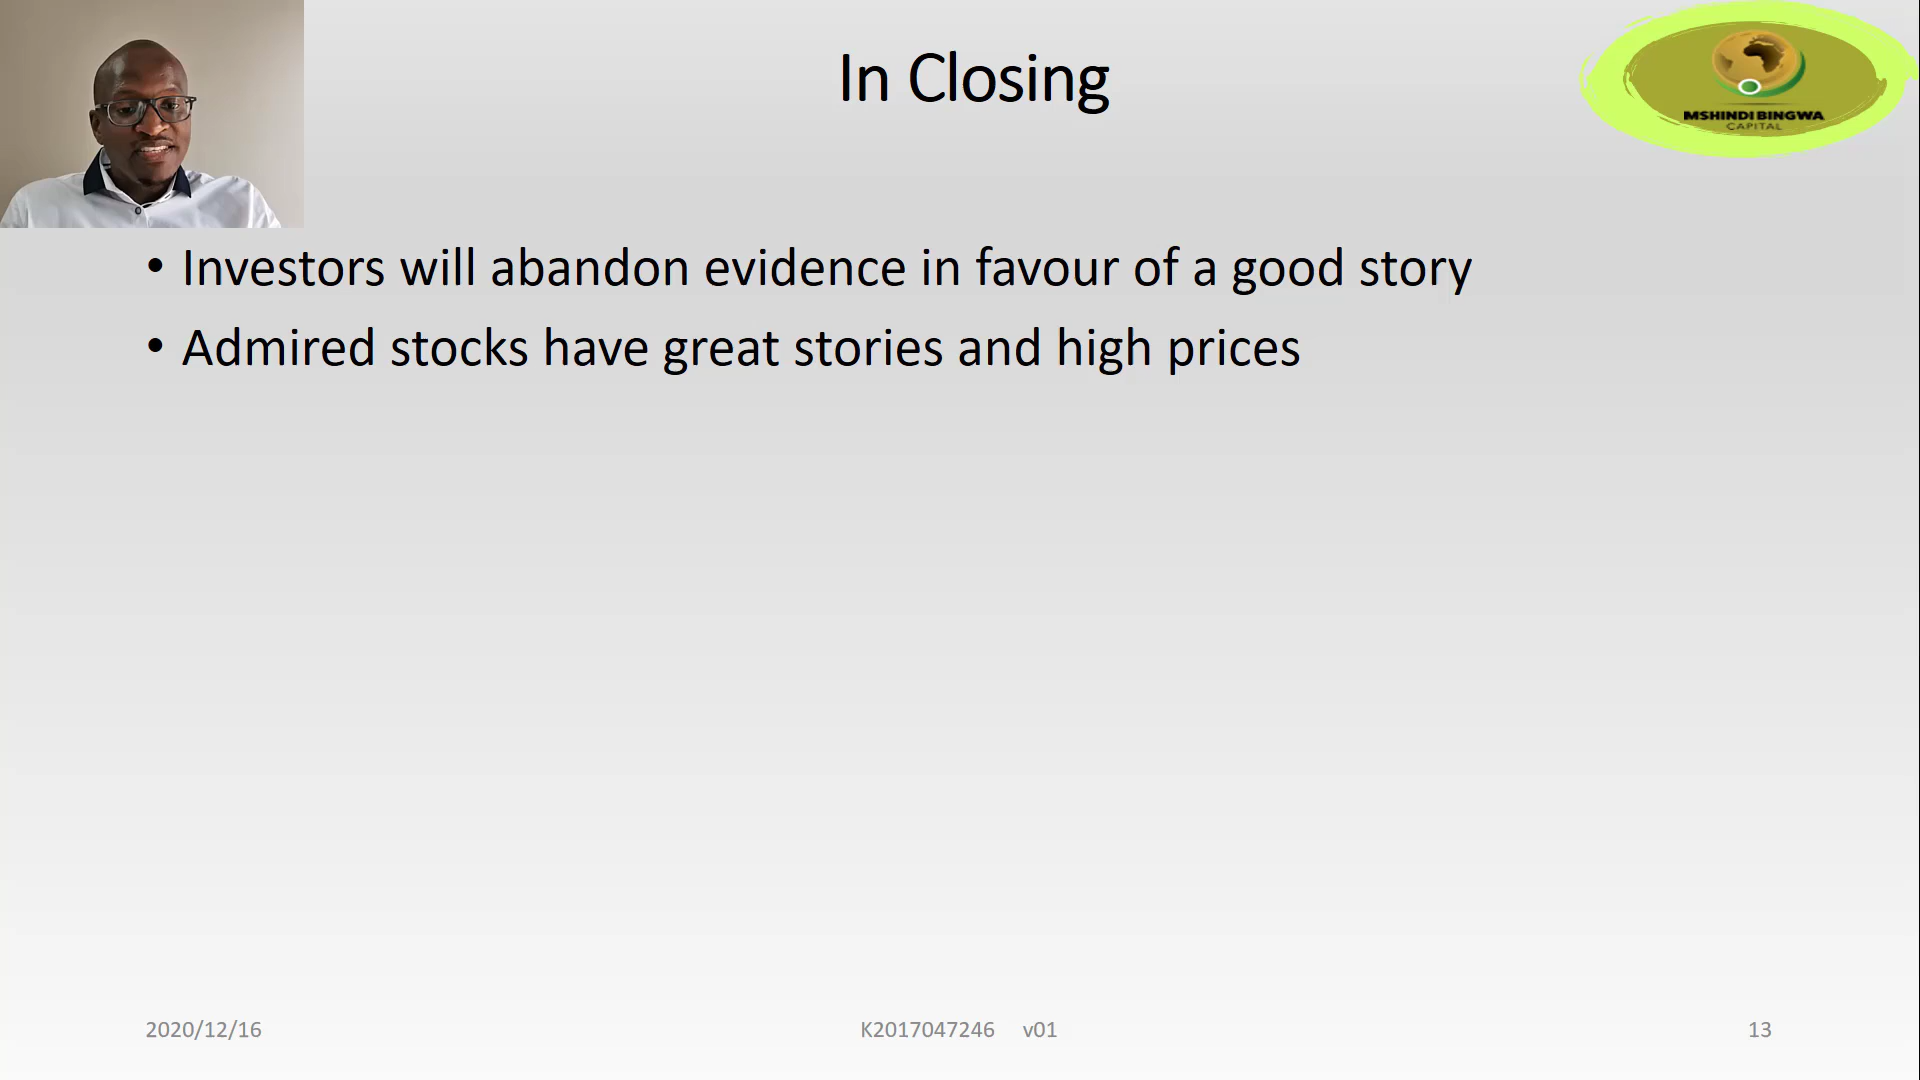 In Closing
MSHINDI BINGWA
CAPITAL
• Investors will abandon evidence in favour of a good story
• Admired stocks have great stories and high prices
2020/12/16
K2017047246 v01
13